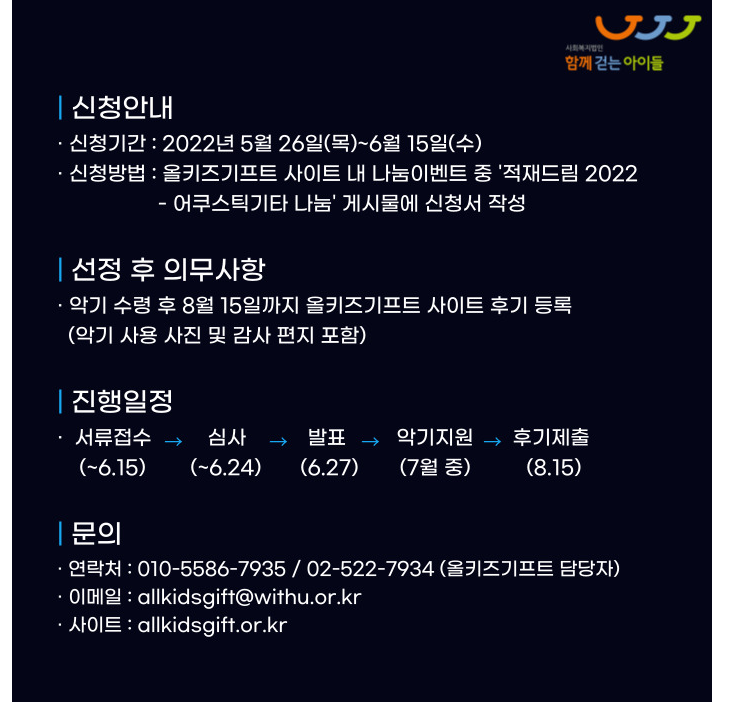 사회복지법인
함께 걷는 아이들
신청안내
· 신청기간 : 2022년 5월 26일(목)~6월 15일(수)
· 신청방법 : 올키즈기프트 사이트 내 나눔이벤트 중 '적재드림 2022
- 어쿠스틱기타 나눔' 게시물에 신청서 작성
선정 후 의무사항
· 악기 수령 후 8월 15일까지 올키즈기프트 사이트 후기 등록
(악기 사용 사진 및 감사 편지 포함)
진행일정
· 서류접수 → 심사 → 발표 → 악기지원 → 후기제출
(~6.15) (~6.24) (6.27) (7월 중) (8.15)
문의
· 연락처 : 010-5586-7935 / 02-522-7934 (올키즈기프트 담당자)
· 이메일 : allkidsgift@withu.or.kr
· 사이트 : allkidsgift.or.kr